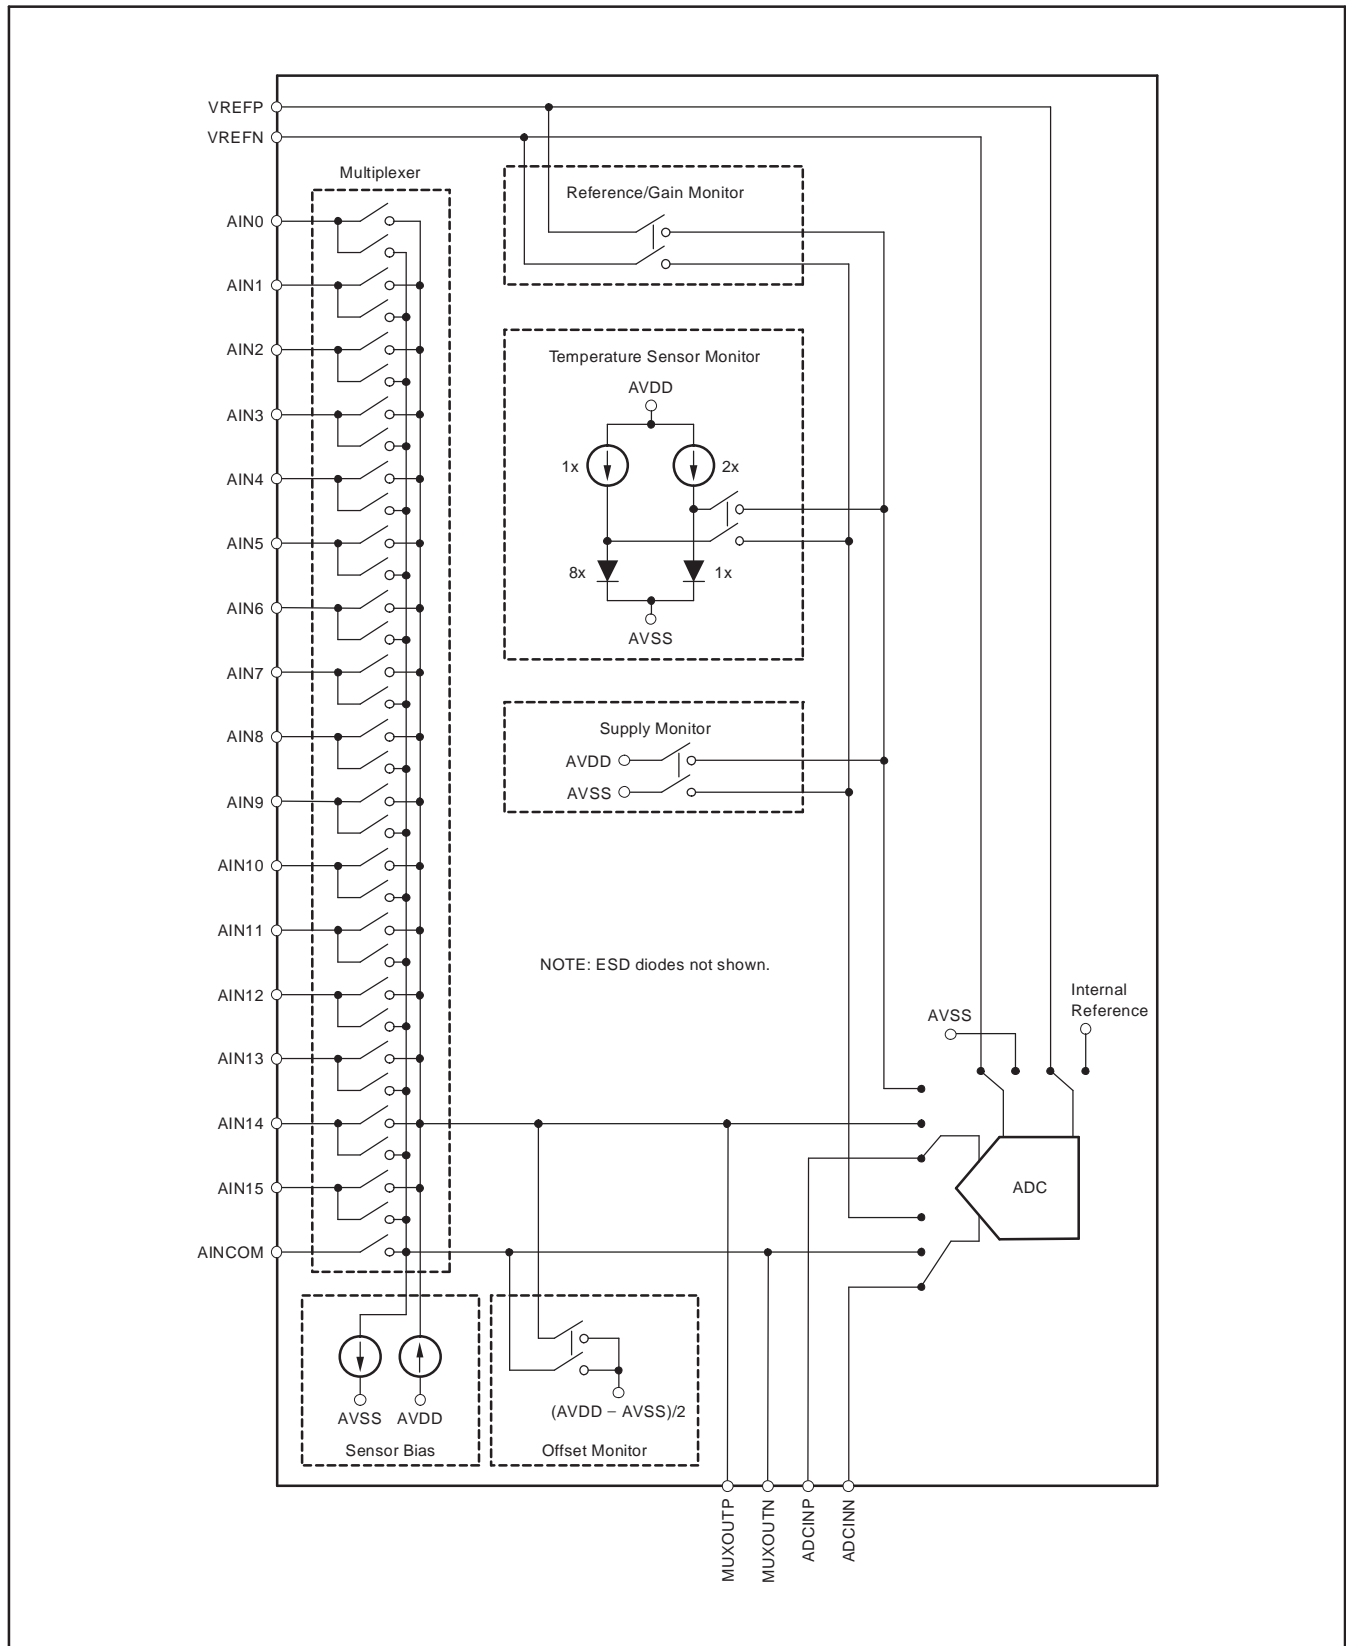 VREFP
VREFN
Multiplexer
Reference/Gain Monitor
AIN0
AIN1
AIN2
AIN3
AIN4
AIN5
AIN6
AIN7
AIN8
AIN9
AIN10
AIN11
AIN12
AIN13
AIN14
AIN15
AINCOM
Temperature Sensor Monitor
AVDD
1x
2x
8x
1x
AVSS
Supply Monitor
AVDD
AVSS
NOTE: ESD diodes not shown.
AVSS
Internal
Reference
ADC
AVSS
AVDD
Sensor Bias
(AVDD − AVSS)/2
Offset Monitor
MUXOUTP
MUXOUTN
ADCINP
ADCINN